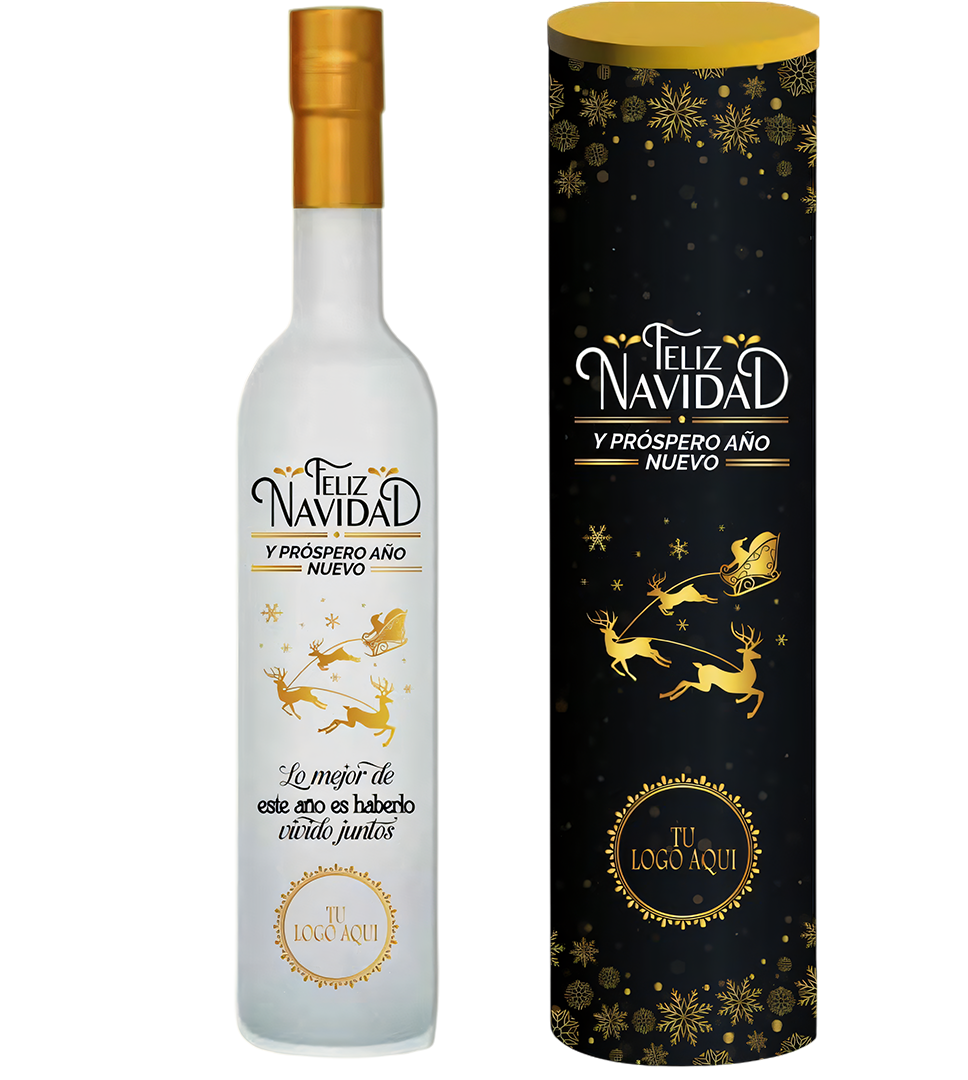 FELIZ
NAVIDAD
Y PRÓSPERO AÑO
NUEVO
Lo mejor de
este año es haberlo
vivido juntos
TU
LOGO AQUI
FELIZ
NAVIDAD
Y PRÓSPERO AÑO
NUEVO
TU
LOGO AQUI